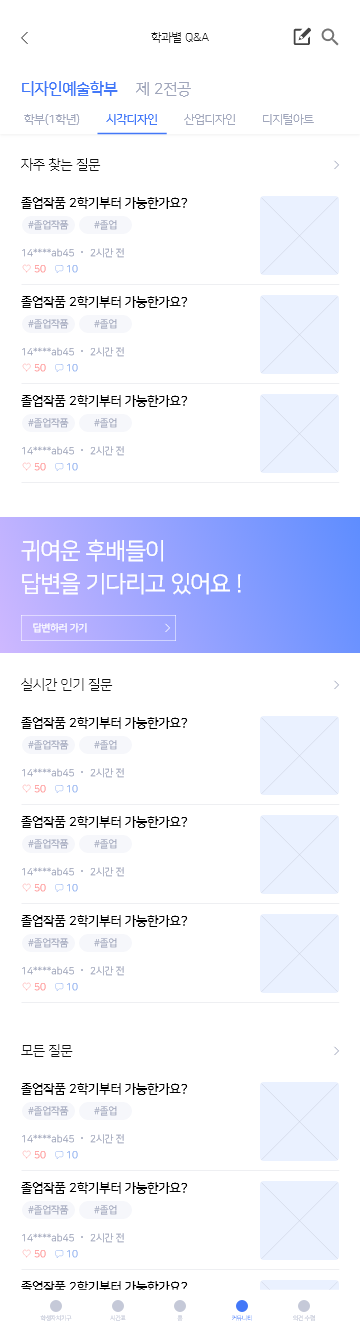 학과별 Q&A
디자인예술학부 제 2전공
학부(1학년) 시각디자인 산업디자인 디지털아트
자주 찾는 질문
졸업작품 2학기부터 가능한가요?
#졸업작품 #졸업
14****ab45 · 2시간 전
50 10
졸업작품 2학기부터 가능한가요?
#졸업작품 #졸업
14****ab45 · 2시간 전
50 10
졸업작품 2학기부터 가능한가요?
#졸업작품 #졸업
14****ab45 · 2시간 전
50 10
귀여운 후배들이
답변을 기다리고 있어요 !
답변하러 가기
실시간 인기 질문
졸업작품 2학기부터 가능한가요?
#졸업작품 #졸업
14****ab45 · 2시간 전
50 10
졸업작품 2학기부터 가능한가요?
#졸업작품 #졸업
14****ab45 · 2시간 전
50 10
졸업작품 2학기부터 가능한가요?
#졸업작품 #졸업
14****ab45 · 2시간 전
50 10
모든 질문
졸업작품 2학기부터 가능한가요?
#졸업작품 #졸업
14****ab45 · 2시간 전
50 10
졸업작품 2학기부터 가능한가요?
#졸업작품 #졸업
14****ab45 · 2시간 전
50 10
졸업작품 2학기부터 가능한가요?
시간표 홈 커뮤니티